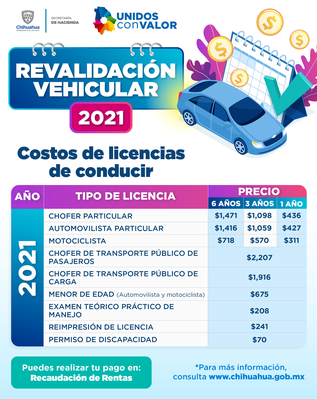 Chihuahua
SECRETARÍA
DE HACIENDA
UNIDOS
CONVALOR
REVALIDACIÓN
VEHICULAR
2021
Costos de licencias
de conducir
AÑO
TIPO DE LICENCIA
PRECIO
6 AÑOS 3 AÑOS 1 AÑO
2021
CHOFER PARTICULAR $1,471 $1,098 $436
AUTOMOVILISTA PARTICULAR $1,416 $1,059 $427
MOTOCICLISTA $718 $570 $311
CHOFER DE TRANSPORTE PÚBLICO DE
PASAJEROS $2,207
CHOFER DE TRANSPORTE PÚBLICO DE
CARGA $1,916
MENOR DE EDAD (Automovilista y motociclista) $675
EXAMEN TEÓRICO PRÁCTICO DE
MANEJO $208
REIMPRESIÓN DE LICENCIA $241
PERMISO DE DISCAPACIDAD $70
Puedes realizar tu pago en:
Recaudación de Rentas
*Para más información,
consulta www.chihuahua.gob.mx